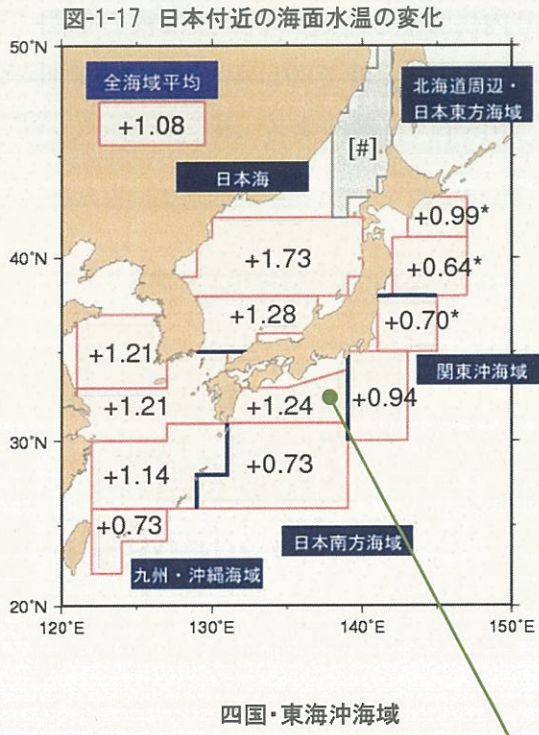 図-1-17 日本付近の海面水温の変化
50°N
全海域平均
+1.08
北海道周辺・
日本東方海域
[#]
日本海
+0.99*
40°N
+1.73
+0.64*
+1.28
+0.70*
+1.21
関東沖海域
+1.21
+1.24
+0.94
30°N
+1.14
+0.73
+0.73
日本南方海域
九州・沖縄海域
20°N
120°E
130°E
140°E
150°E
四国・東海沖海域